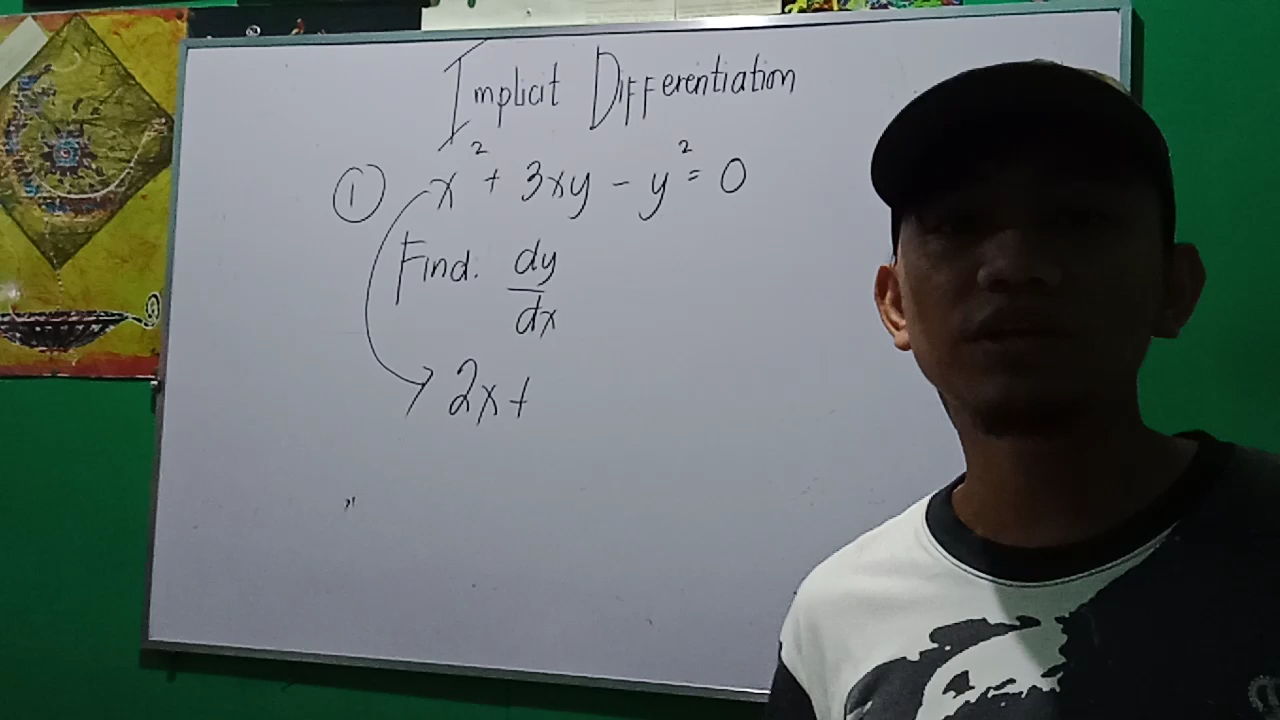 Implicit Differentiation
① x² + 3xy - y² = 0
Find. dy
dx
2x +